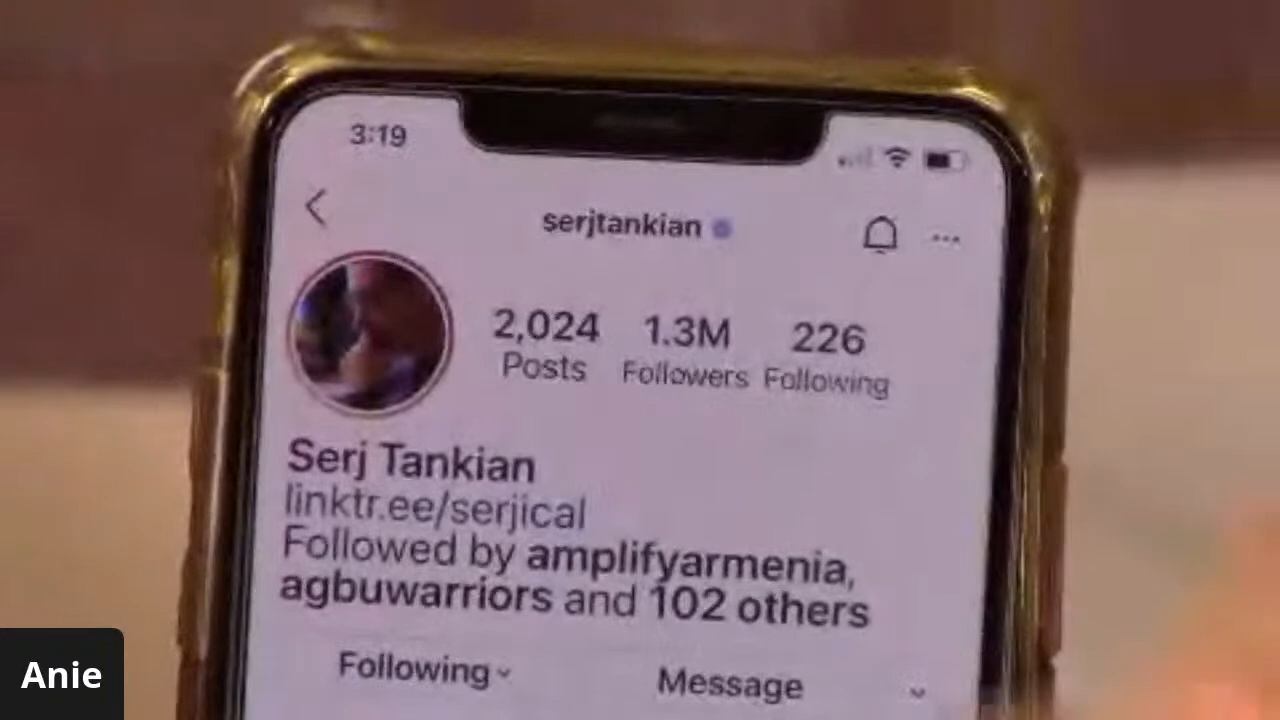 3:19
serjtankian
2,024 1.3M 226
Posts Followers Following
Serj Tankian
linktr.ee/serjical
Followed by amplifyarmenia,
agbuwarriors and 102 others
Following Message
Anie